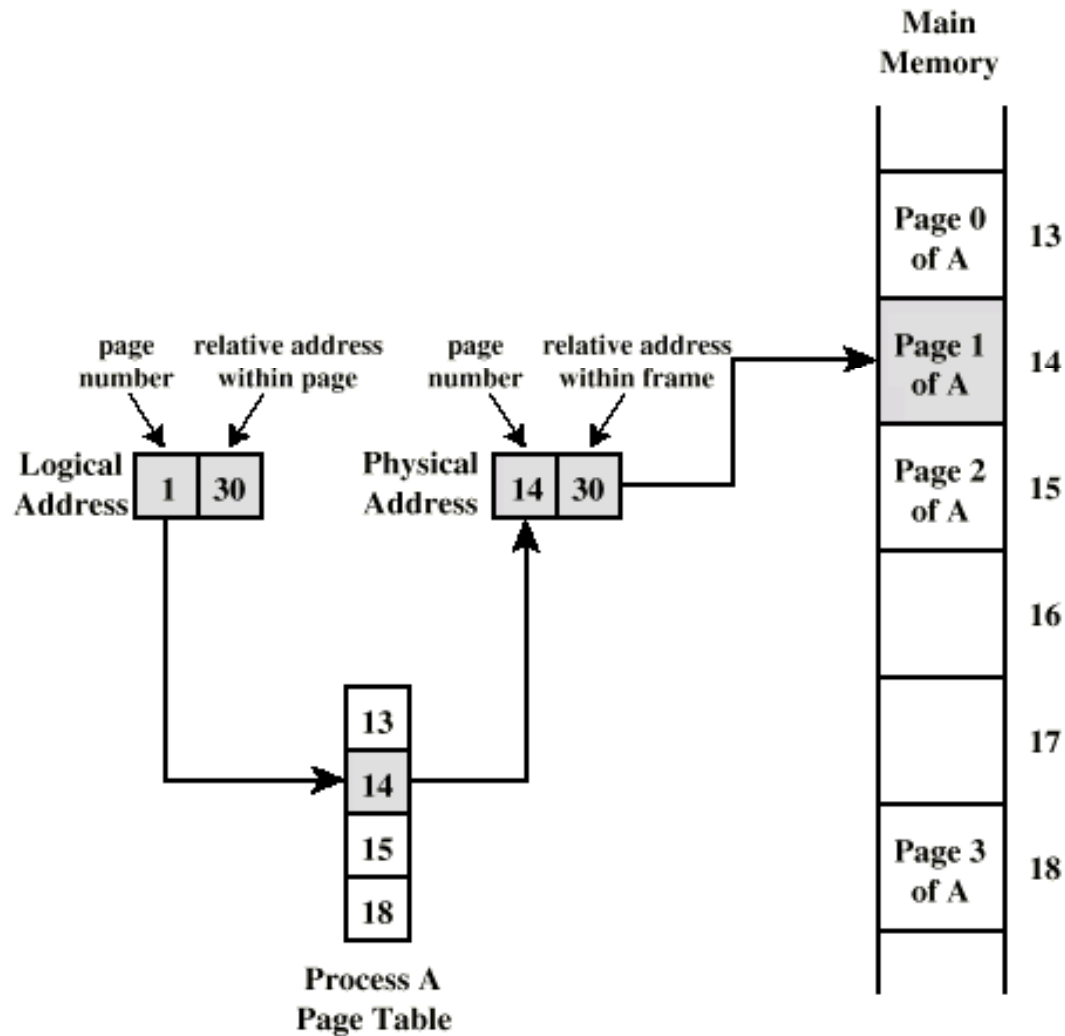 Main
Memory
Page 0
of A
13
Page 1
of A
14
Page 2
of A
15
16
17
Page 3
of A
18
page
number
relative address
within page
page
number
relative address
within frame
Logical
Address
1
30
Physical
Address
14
30
13
14
15
18
Process A
Page Table